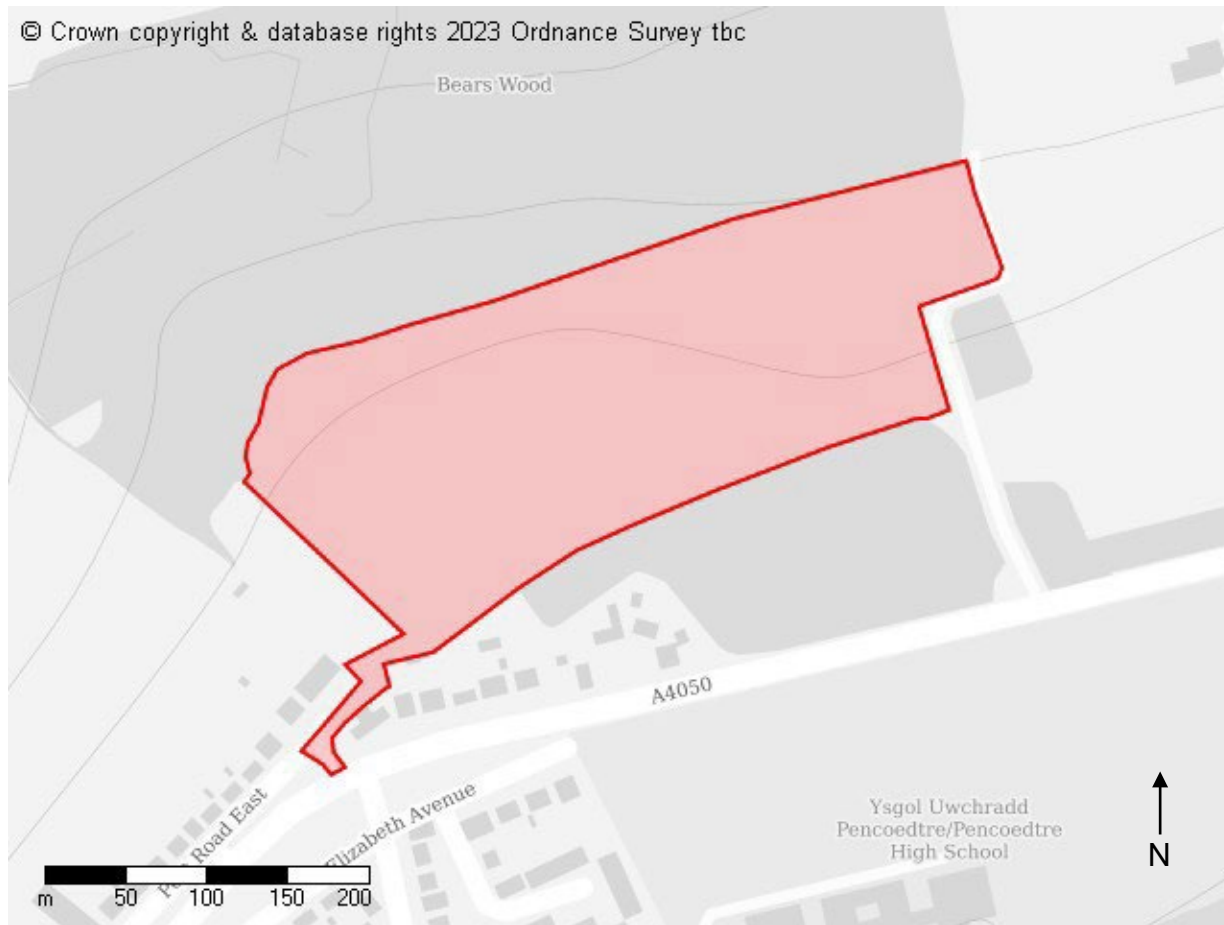 © Crown copyright & database rights 2023 Ordnance Survey tbc
Bears Wood
A4050
Road East
Elizabeth Avenue
Ysgol Uwchradd
Pencoedtre/Pencoedtre
High School
N
m 50 100 150 200